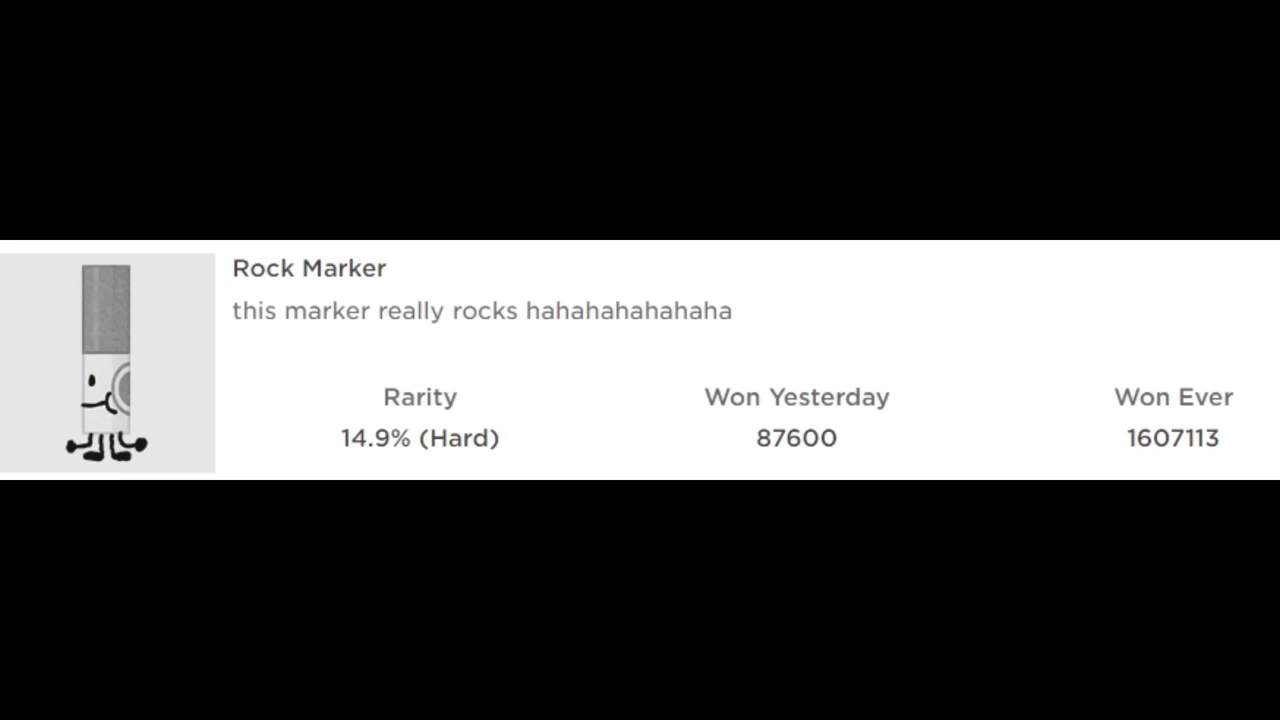 Rock Marker
this marker really rocks hahahahahahaha
Rarity Won Yesterday Won Ever
14.9% (Hard) 87600 1607113